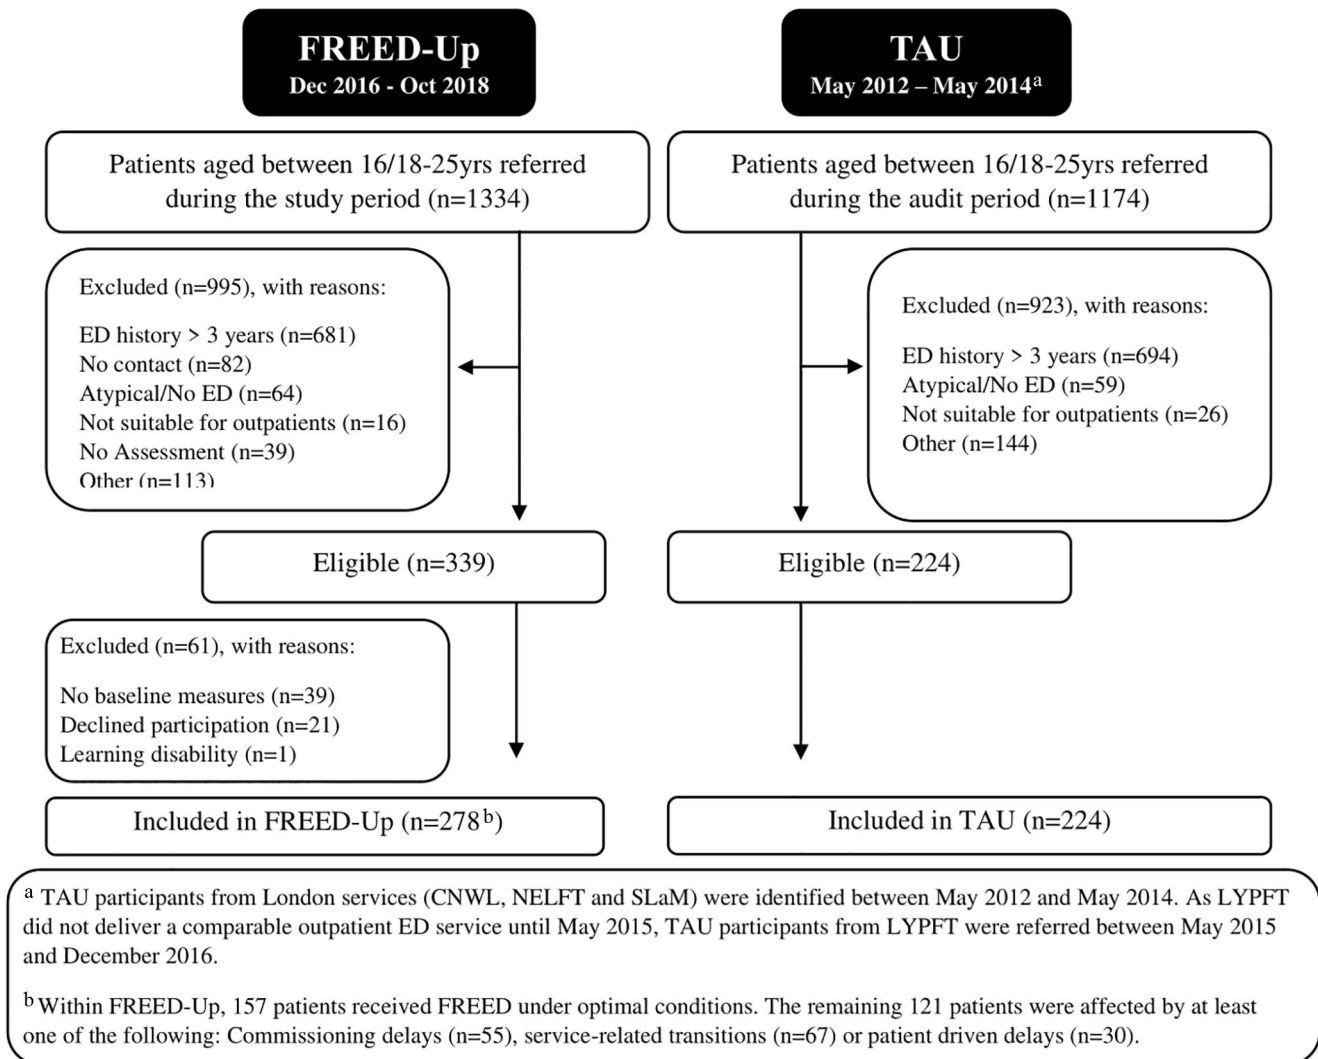 FREED-Up
Dec 2016 - Oct 2018
TAU
May 2012 – May 2014a
Patients aged between 16/18-25yrs referred
during the study period (n=1334)
Patients aged between 16/18-25yrs referred
during the audit period (n=1174)
Excluded (n=995), with reasons:
ED history > 3 years (n=681)
No contact (n=82)
Atypical/No ED (n=64)
Not suitable for outpatients (n=16)
No Assessment (n=39)
Other (n=113)
Excluded (n=923), with reasons:
ED history > 3 years (n=694)
Atypical/No ED (n=59)
Not suitable for outpatients (n=26)
Other (n=144)
Eligible (n=339)
Eligible (n=224)
Excluded (n=61), with reasons:
No baseline measures (n=39)
Declined participation (n=21)
Learning disability (n=1)
Included in FREED-Up (n=278b)
Included in TAU (n=224)
a TAU participants from London services (CNWL, NELFT and SLaM) were identified between May 2012 and May 2014. As LYPFT
did not deliver a comparable outpatient ED service until May 2015, TAU participants from LYPFT were referred between May 2015
and December 2016.
b Within FREED-Up, 157 patients received FREED under optimal conditions. The remaining 121 patients were affected by at least
one of the following: Commissioning delays (n=55), service-related transitions (n=67) or patient driven delays (n=30).